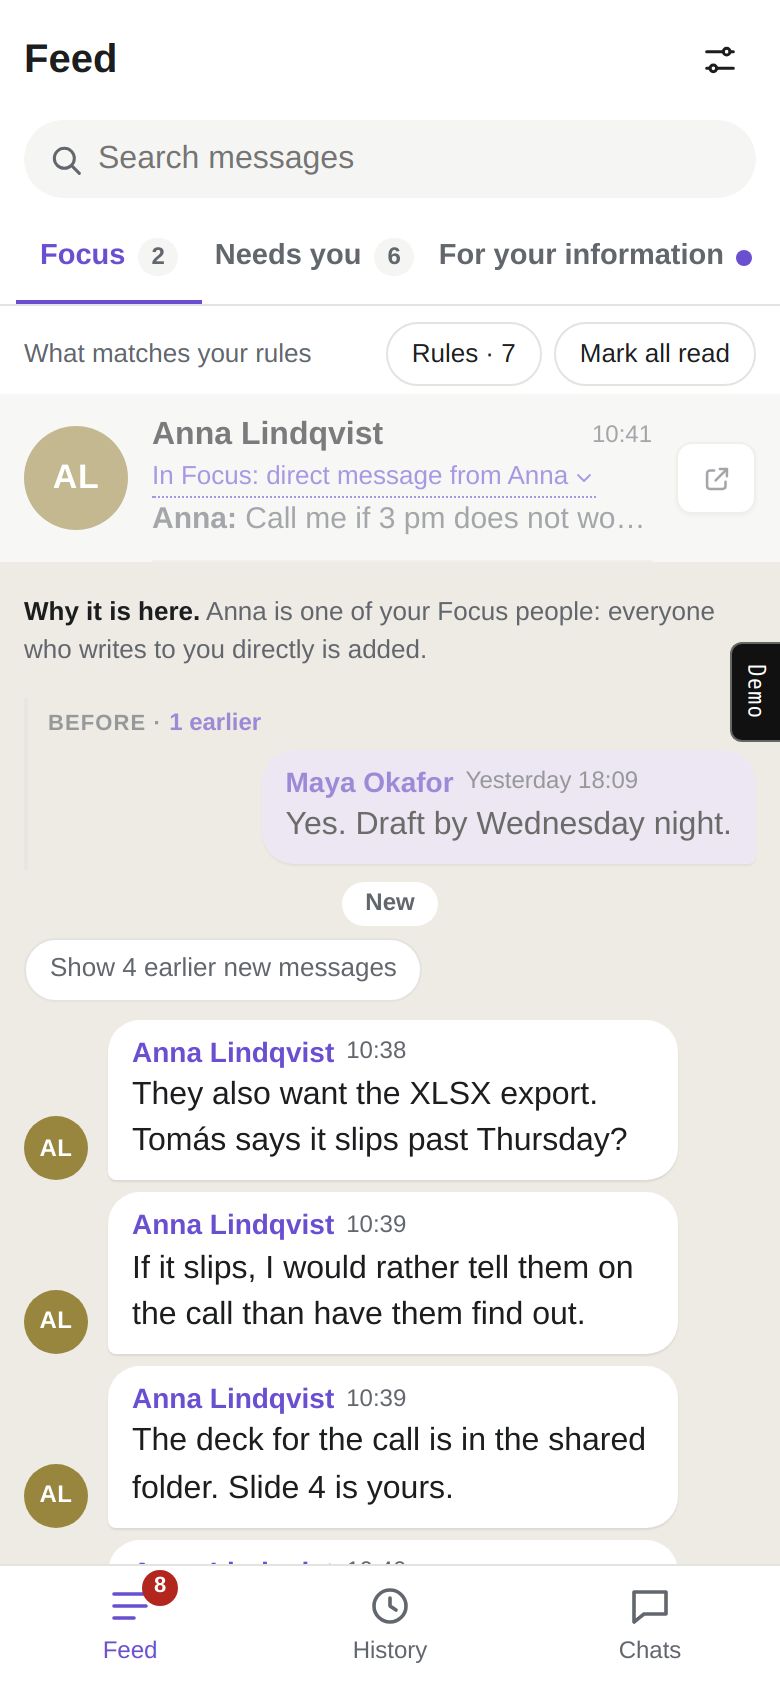 Feed
Search messages
Focus 2 Needs you 6 For your information
What matches your rules Rules · 7 Mark all read
AL Anna Lindqvist 10:41
In Focus: direct message from Anna
Anna: Call me if 3 pm does not wo…
Why it is here. Anna is one of your Focus people: everyone
who writes to you directly is added.
Demo
BEFORE · 1 earlier
Maya Okafor Yesterday 18:09
Yes. Draft by Wednesday night.
New
Show 4 earlier new messages
Anna Lindqvist 10:38
They also want the XLSX export.
Tomás says it slips past Thursday?
AL
Anna Lindqvist 10:39
If it slips, I would rather tell them on
the call than have them find out.
AL
Anna Lindqvist 10:39
The deck for the call is in the shared
folder. Slide 4 is yours.
AL
8
Feed History Chats